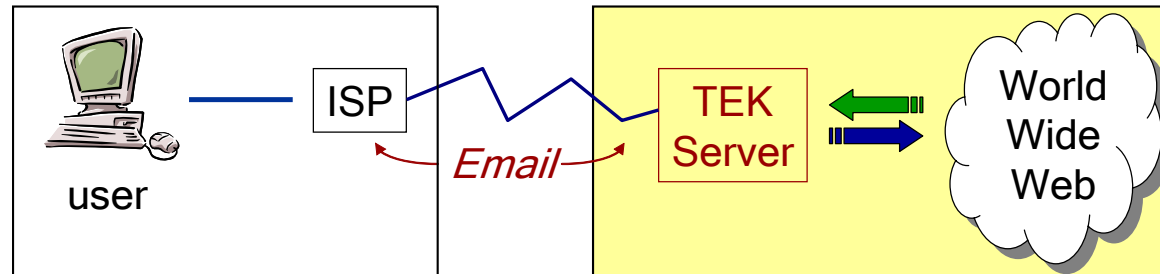 user
ISP
Email
TEK
Server
World
Wide
Web